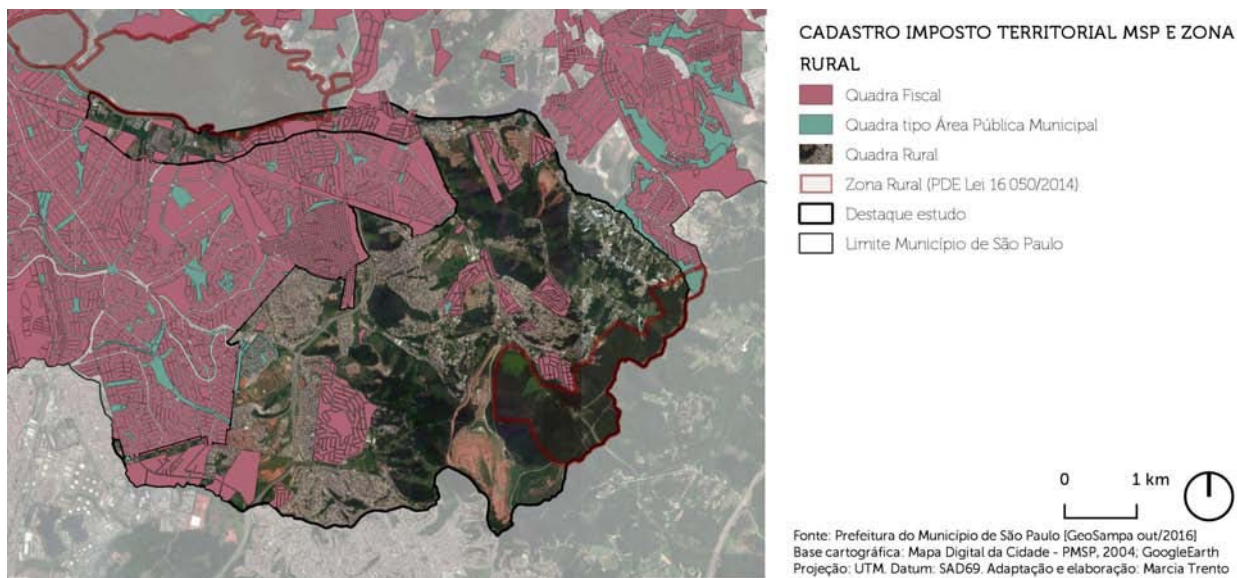 CADASTRO IMPOSTO TERRITORIAL MSP E ZONA
RURAL
Quadra Fiscal
Quadra tipo Área Pública Municipal
Quadra Rural
Zona Rural (PDE Lei 16 050/2014)
Destaque estudo
Limite Município de São Paulo
0 1 km
Fonte: Prefeitura do Município de São Paulo [GeoSampa out/2016]
Base cartográfica: Mapa Digital da Cidade - PMSP, 2004; GoogleEarth
Projeção: UTM. Datum: SAD69. Adaptação e elaboração: Marcia Trento